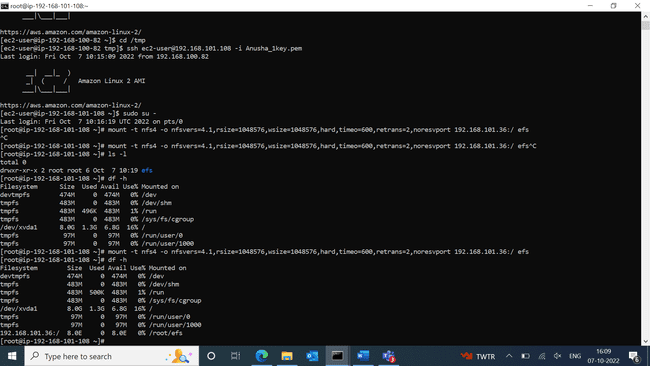 root@ip-192-168-101-108:~
___|\___|___|
https://aws.amazon.com/amazon-linux-2/
[ec2-user@ip-192-168-100-82 ~]$ cd /tmp
[ec2-user@ip-192-168-100-82 tmp]$ ssh ec2-user@192.168.101.108 -i Anusha_1key.pem
Last login: Fri Oct  7 10:15:09 2022 from 192.168.100.82
__|  __|_  )
_|  (     /   Amazon Linux 2 AMI
___|\___|___|
https://aws.amazon.com/amazon-linux-2/
[ec2-user@ip-192-168-101-108 ~]$ sudo su -
Last login: Fri Oct  7 10:16:19 UTC 2022 on pts/0
[root@ip-192-168-101-108 ~]# mount -t nfs4 -o nfsvers=4.1,rsize=1048576,wsize=1048576,hard,timeo=600,retrans=2,noresvport 192.168.101.36:/ efs
^C
[root@ip-192-168-101-108 ~]# mount -t nfs4 -o nfsvers=4.1,rsize=1048576,wsize=1048576,hard,timeo=600,retrans=2,noresvport 192.168.101.36:/ efs^C
[root@ip-192-168-101-108 ~]# ls -l
total 0
drwxr-xr-x 2 root root 6 Oct  7 10:19 efs
[root@ip-192-168-101-108 ~]# df -h
Filesystem      Size  Used Avail Use% Mounted on
devtmpfs        474M     0  474M   0% /dev
tmpfs           483M     0  483M   0% /dev/shm
tmpfs           483M  496K  483M   1% /run
tmpfs           483M     0  483M   0% /sys/fs/cgroup
/dev/xvda1      8.0G  1.3G  6.8G  16% /
tmpfs            97M     0   97M   0% /run/user/0
tmpfs            97M     0   97M   0% /run/user/1000
[root@ip-192-168-101-108 ~]# mount -t nfs4 -o nfsvers=4.1,rsize=1048576,wsize=1048576,hard,timeo=600,retrans=2,noresvport 192.168.101.36:/ efs
[root@ip-192-168-101-108 ~]# df -h
Filesystem        Size  Used Avail Use% Mounted on
devtmpfs          474M     0  474M   0% /dev
tmpfs             483M     0  483M   0% /dev/shm
tmpfs             483M  500K  483M   1% /run
tmpfs             483M     0  483M   0% /sys/fs/cgroup
/dev/xvda1        8.0G  1.3G  6.8G  16% /
tmpfs              97M     0   97M   0% /run/user/0
tmpfs              97M     0   97M   0% /run/user/1000
192.168.101.36:/  8.0E     0  8.0E   0% /root/efs
[root@ip-192-168-101-108 ~]#
Type here to search
TWTR
ENG
16:09
07-10-2022